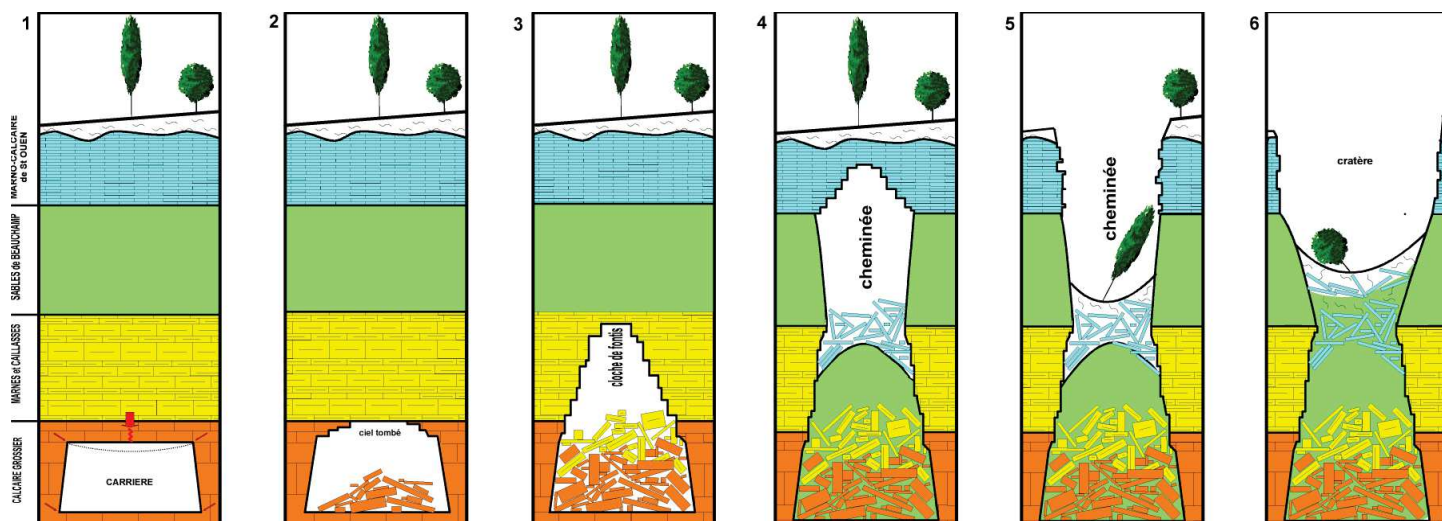 1
2
3
4
5
6
MARNO-CALCAIRE
de St OUEN
SABLES de BEAUCHAMP
MARNES et CAILLASSES
CALCAIRE GROSSIER
CARRIERE
ciel tombé
cloche de fontis
cheminée
cheminée
cratère